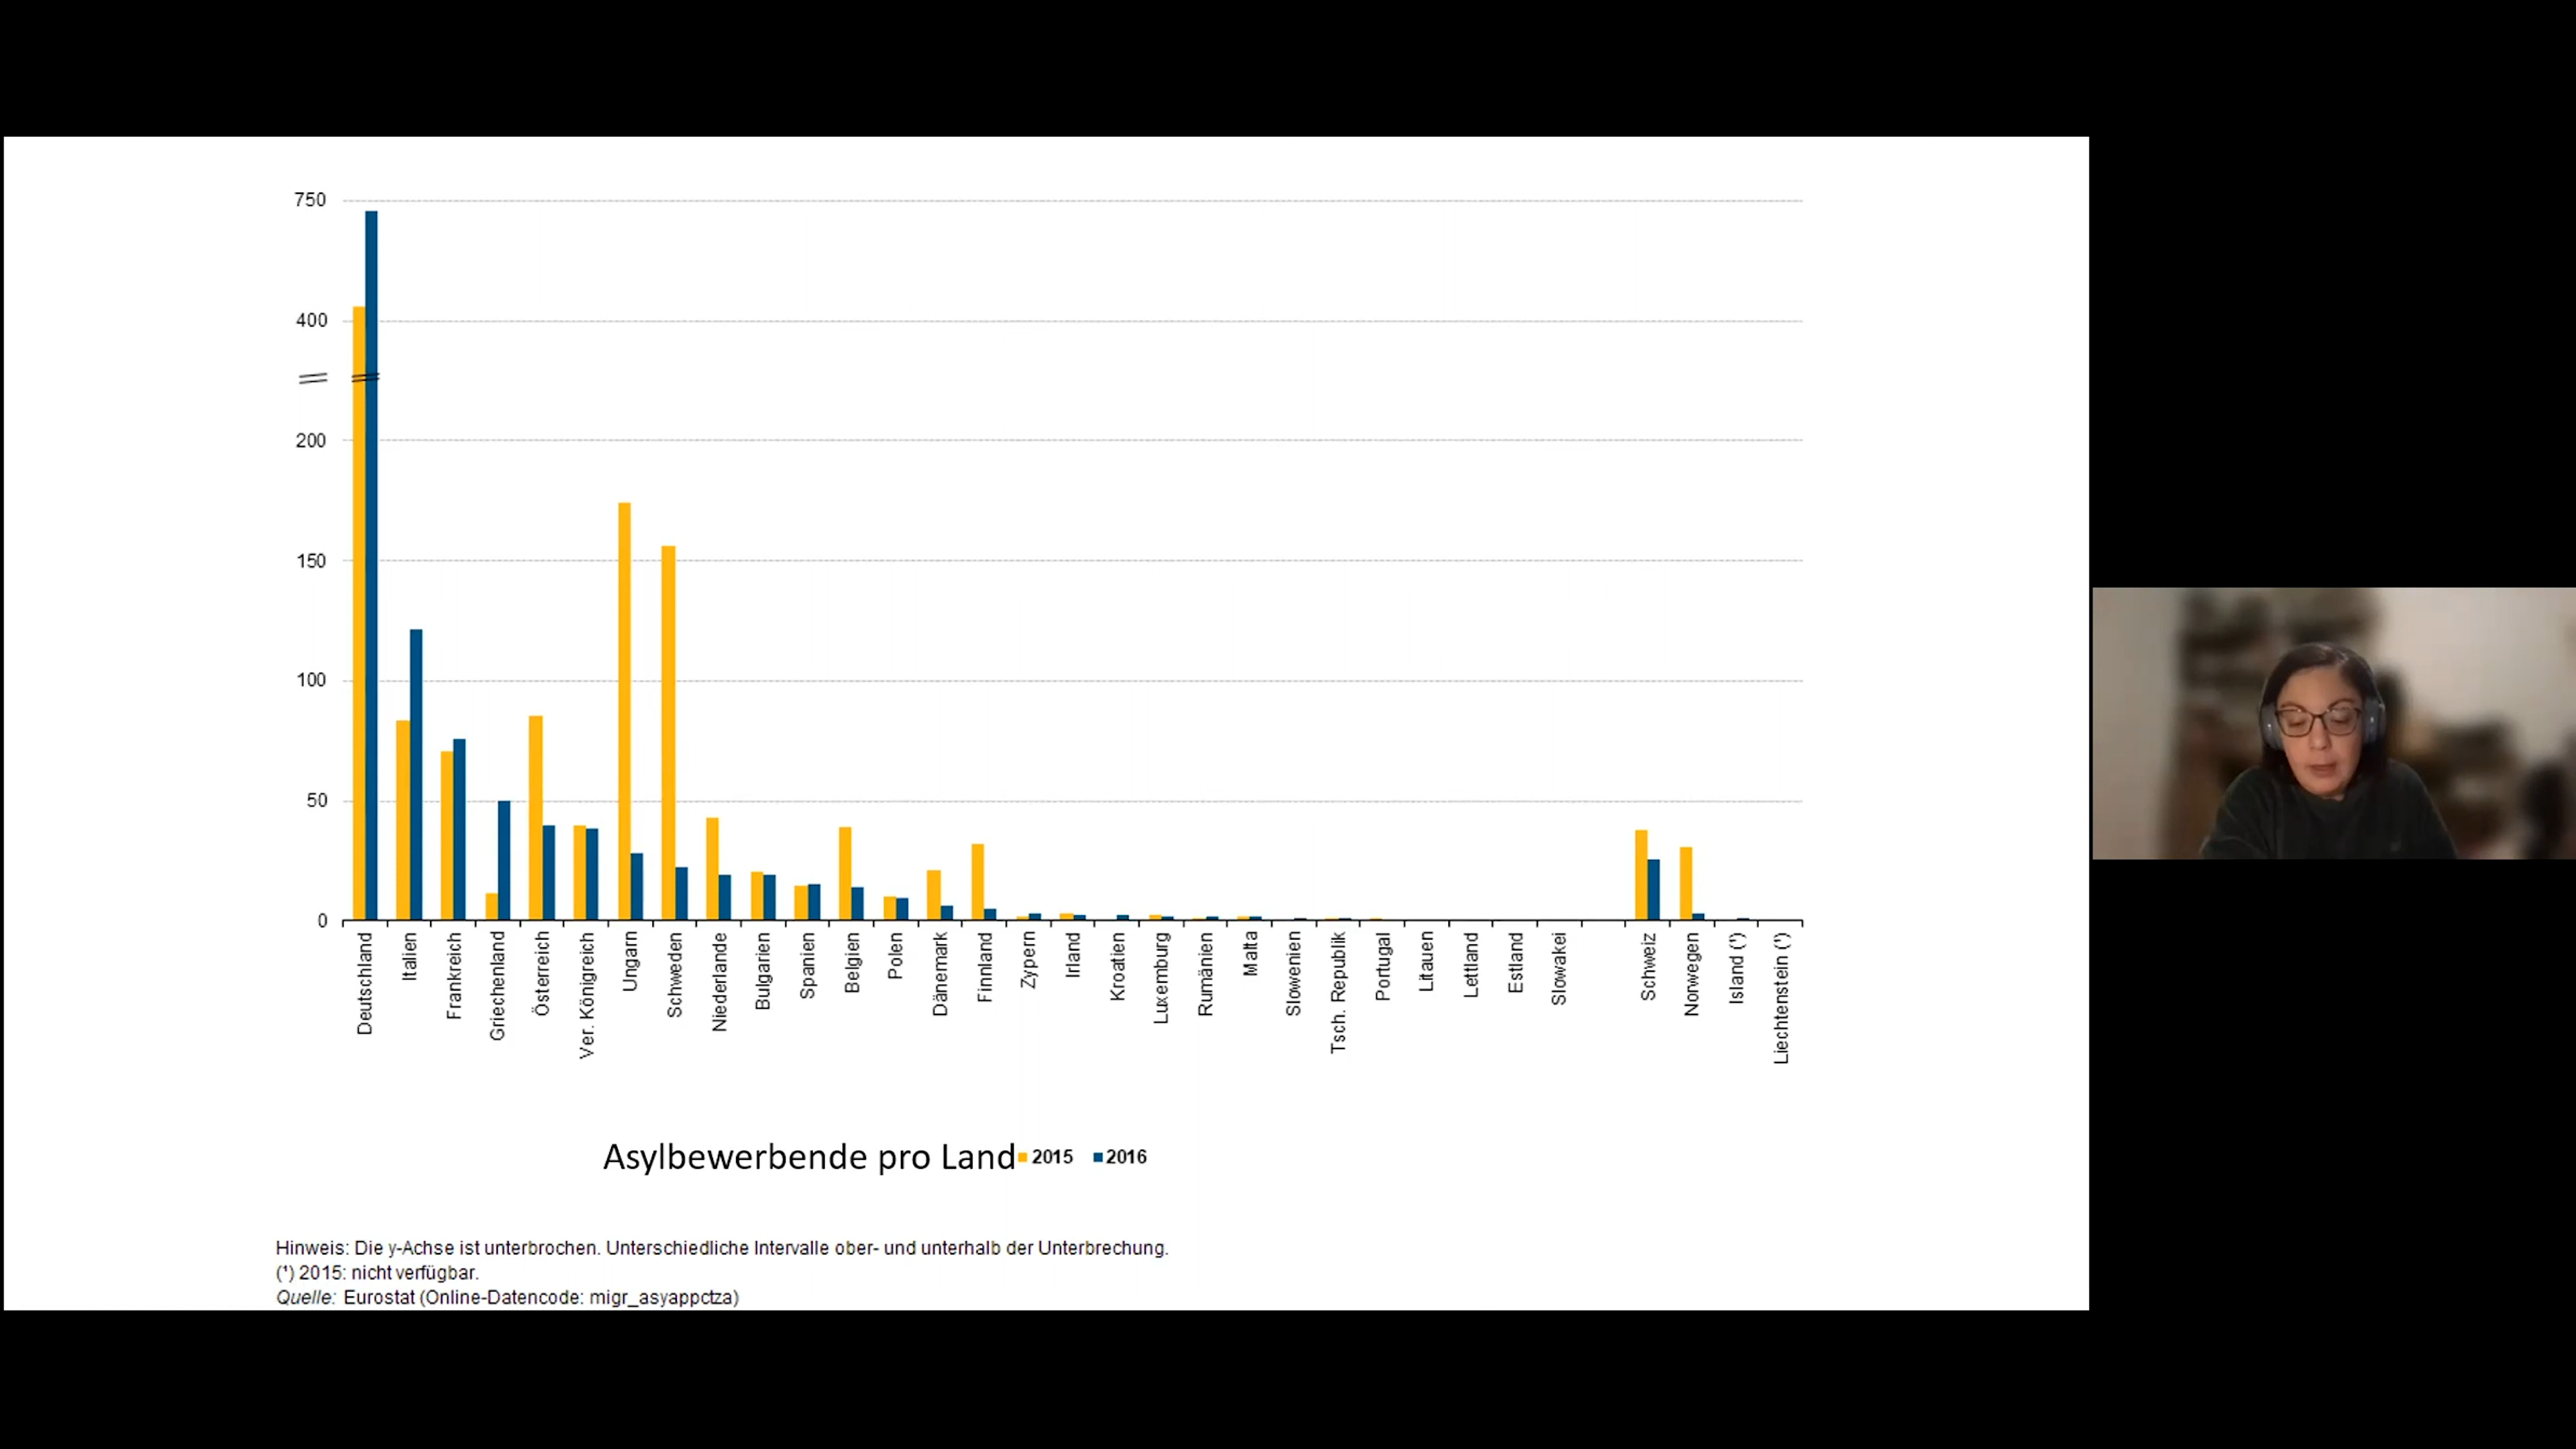 750
400
200
150
100
50
0
Deutschland
Italien
Frankreich
Griechenland
Österreich
Ver. Königreich
Ungarn
Schweden
Niederlande
Bulgarien
Spanien
Belgien
Polen
Dänemark
Finnland
Zypern
Irland
Kroatien
Luxemburg
Rumänien
Malta
Slowenien
Tsch. Republik
Portugal
Litauen
Lettland
Estland
Slowakei
Schweiz
Norwegen
Island (¹)
Liechtenstein (¹)
Asylbewerbende pro Land 2015 2016
Hinweis: Die y-Achse ist unterbrochen. Unterschiedliche Intervalle ober- und unterhalb der Unterbrechung.
(¹) 2015: nicht verfügbar.
Quelle: Eurostat (Online-Datencode: migr_asyappctza)